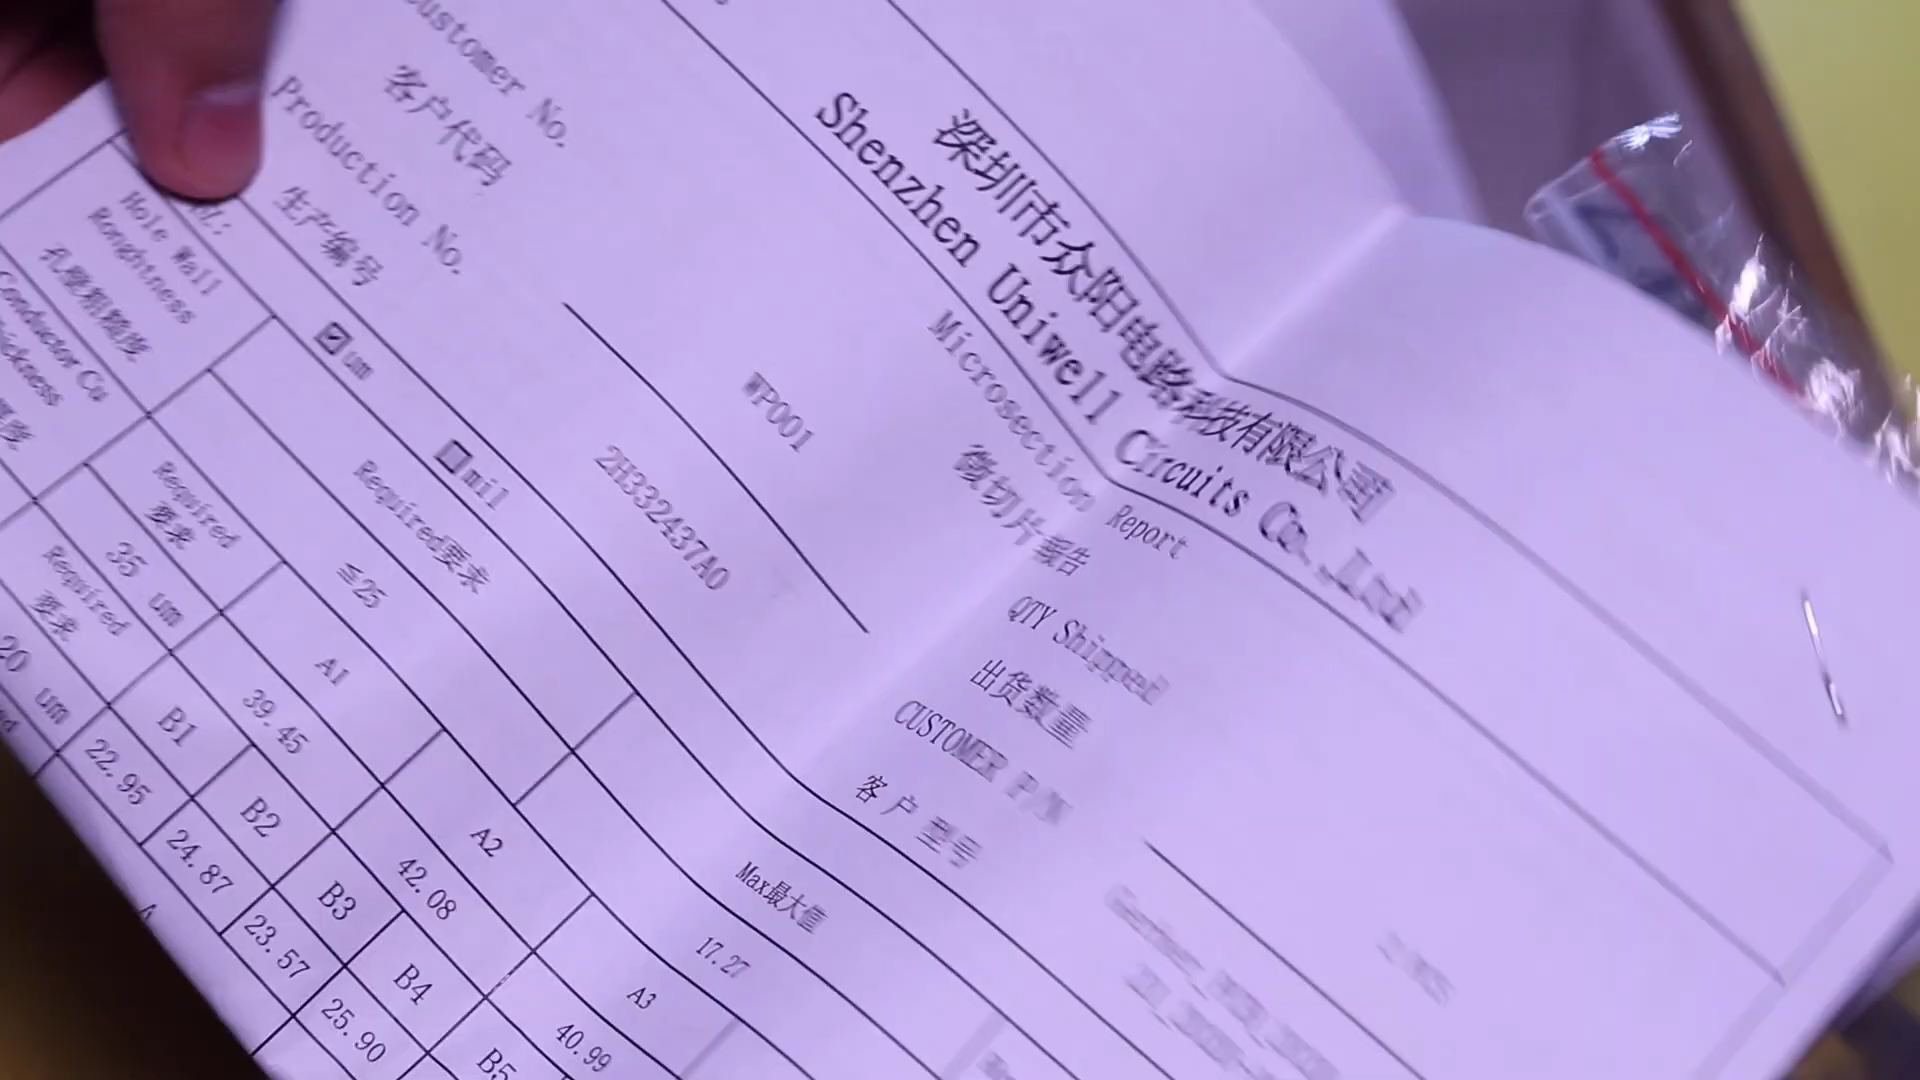 深圳市众阳电路科技有限公司
Shenzhen Uniwell Circuits Co.,Ltd
Microsection Report
微切片报告
Customer No.
客户代码
WP001
QTY Shipped
出货数量
Production No.
生产编号
2H332437A0
CUSTOMER P/N
客户型号
um
mil
Hole Wall
Roughtness
孔壁粗糙度
Required要求
Max最大值
≦25
17.27
Conductor
Required
要求
A1
A2
A3
35 um
39.45
42.08
40.99
Required
要求
B1
B2
B3
B4
B5
20 um
22.95
24.87
23.57
25.90